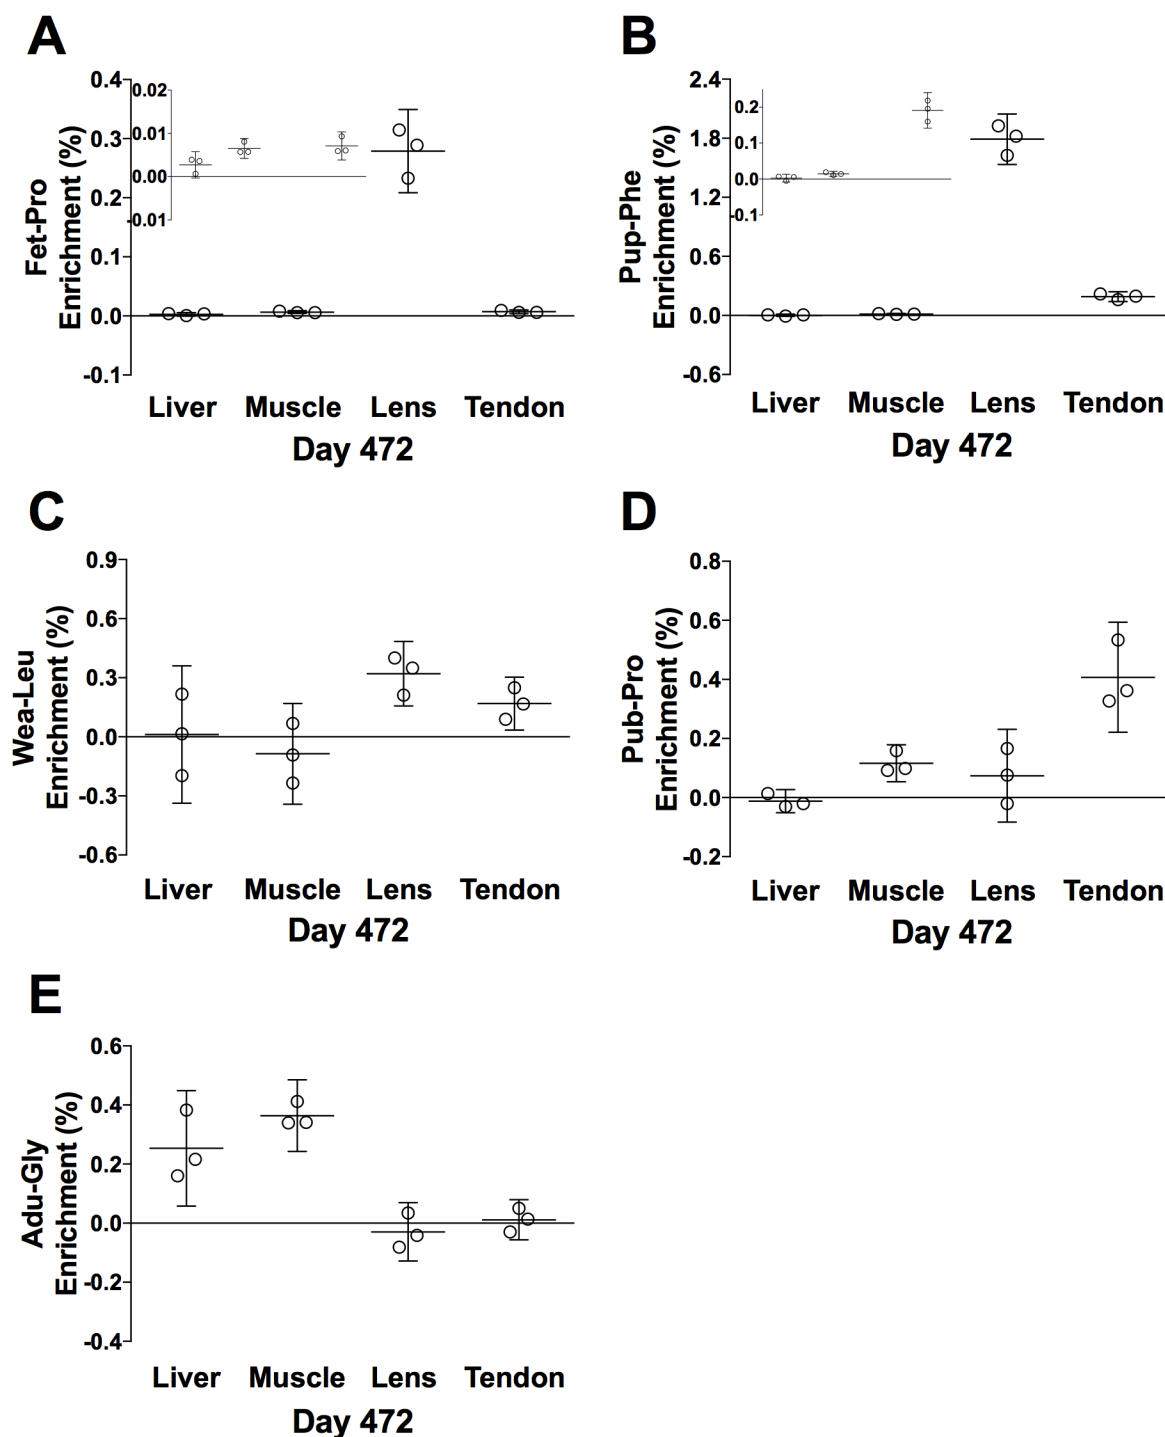 A
Fet-Pro
Enrichment (%)
0.4
0.3
0.2
0.1
0.0
-0.1
0.02
0.01
0.00
-0.01
Liver Muscle Lens Tendon
Day 472
B
Pup-Phe
Enrichment (%)
2.4
1.8
1.2
0.6
0.0
-0.6
0.2
0.1
0.0
-0.1
Liver Muscle Lens Tendon
Day 472
C
Wea-Leu
Enrichment (%)
0.9
0.6
0.3
0.0
-0.3
-0.6
Liver Muscle Lens Tendon
Day 472
D
Pub-Pro
Enrichment (%)
0.8
0.6
0.4
0.2
0.0
-0.2
Liver Muscle Lens Tendon
Day 472
E
Adu-Gly
Enrichment (%)
0.6
0.4
0.2
0.0
-0.2
-0.4
Liver Muscle Lens Tendon
Day 472